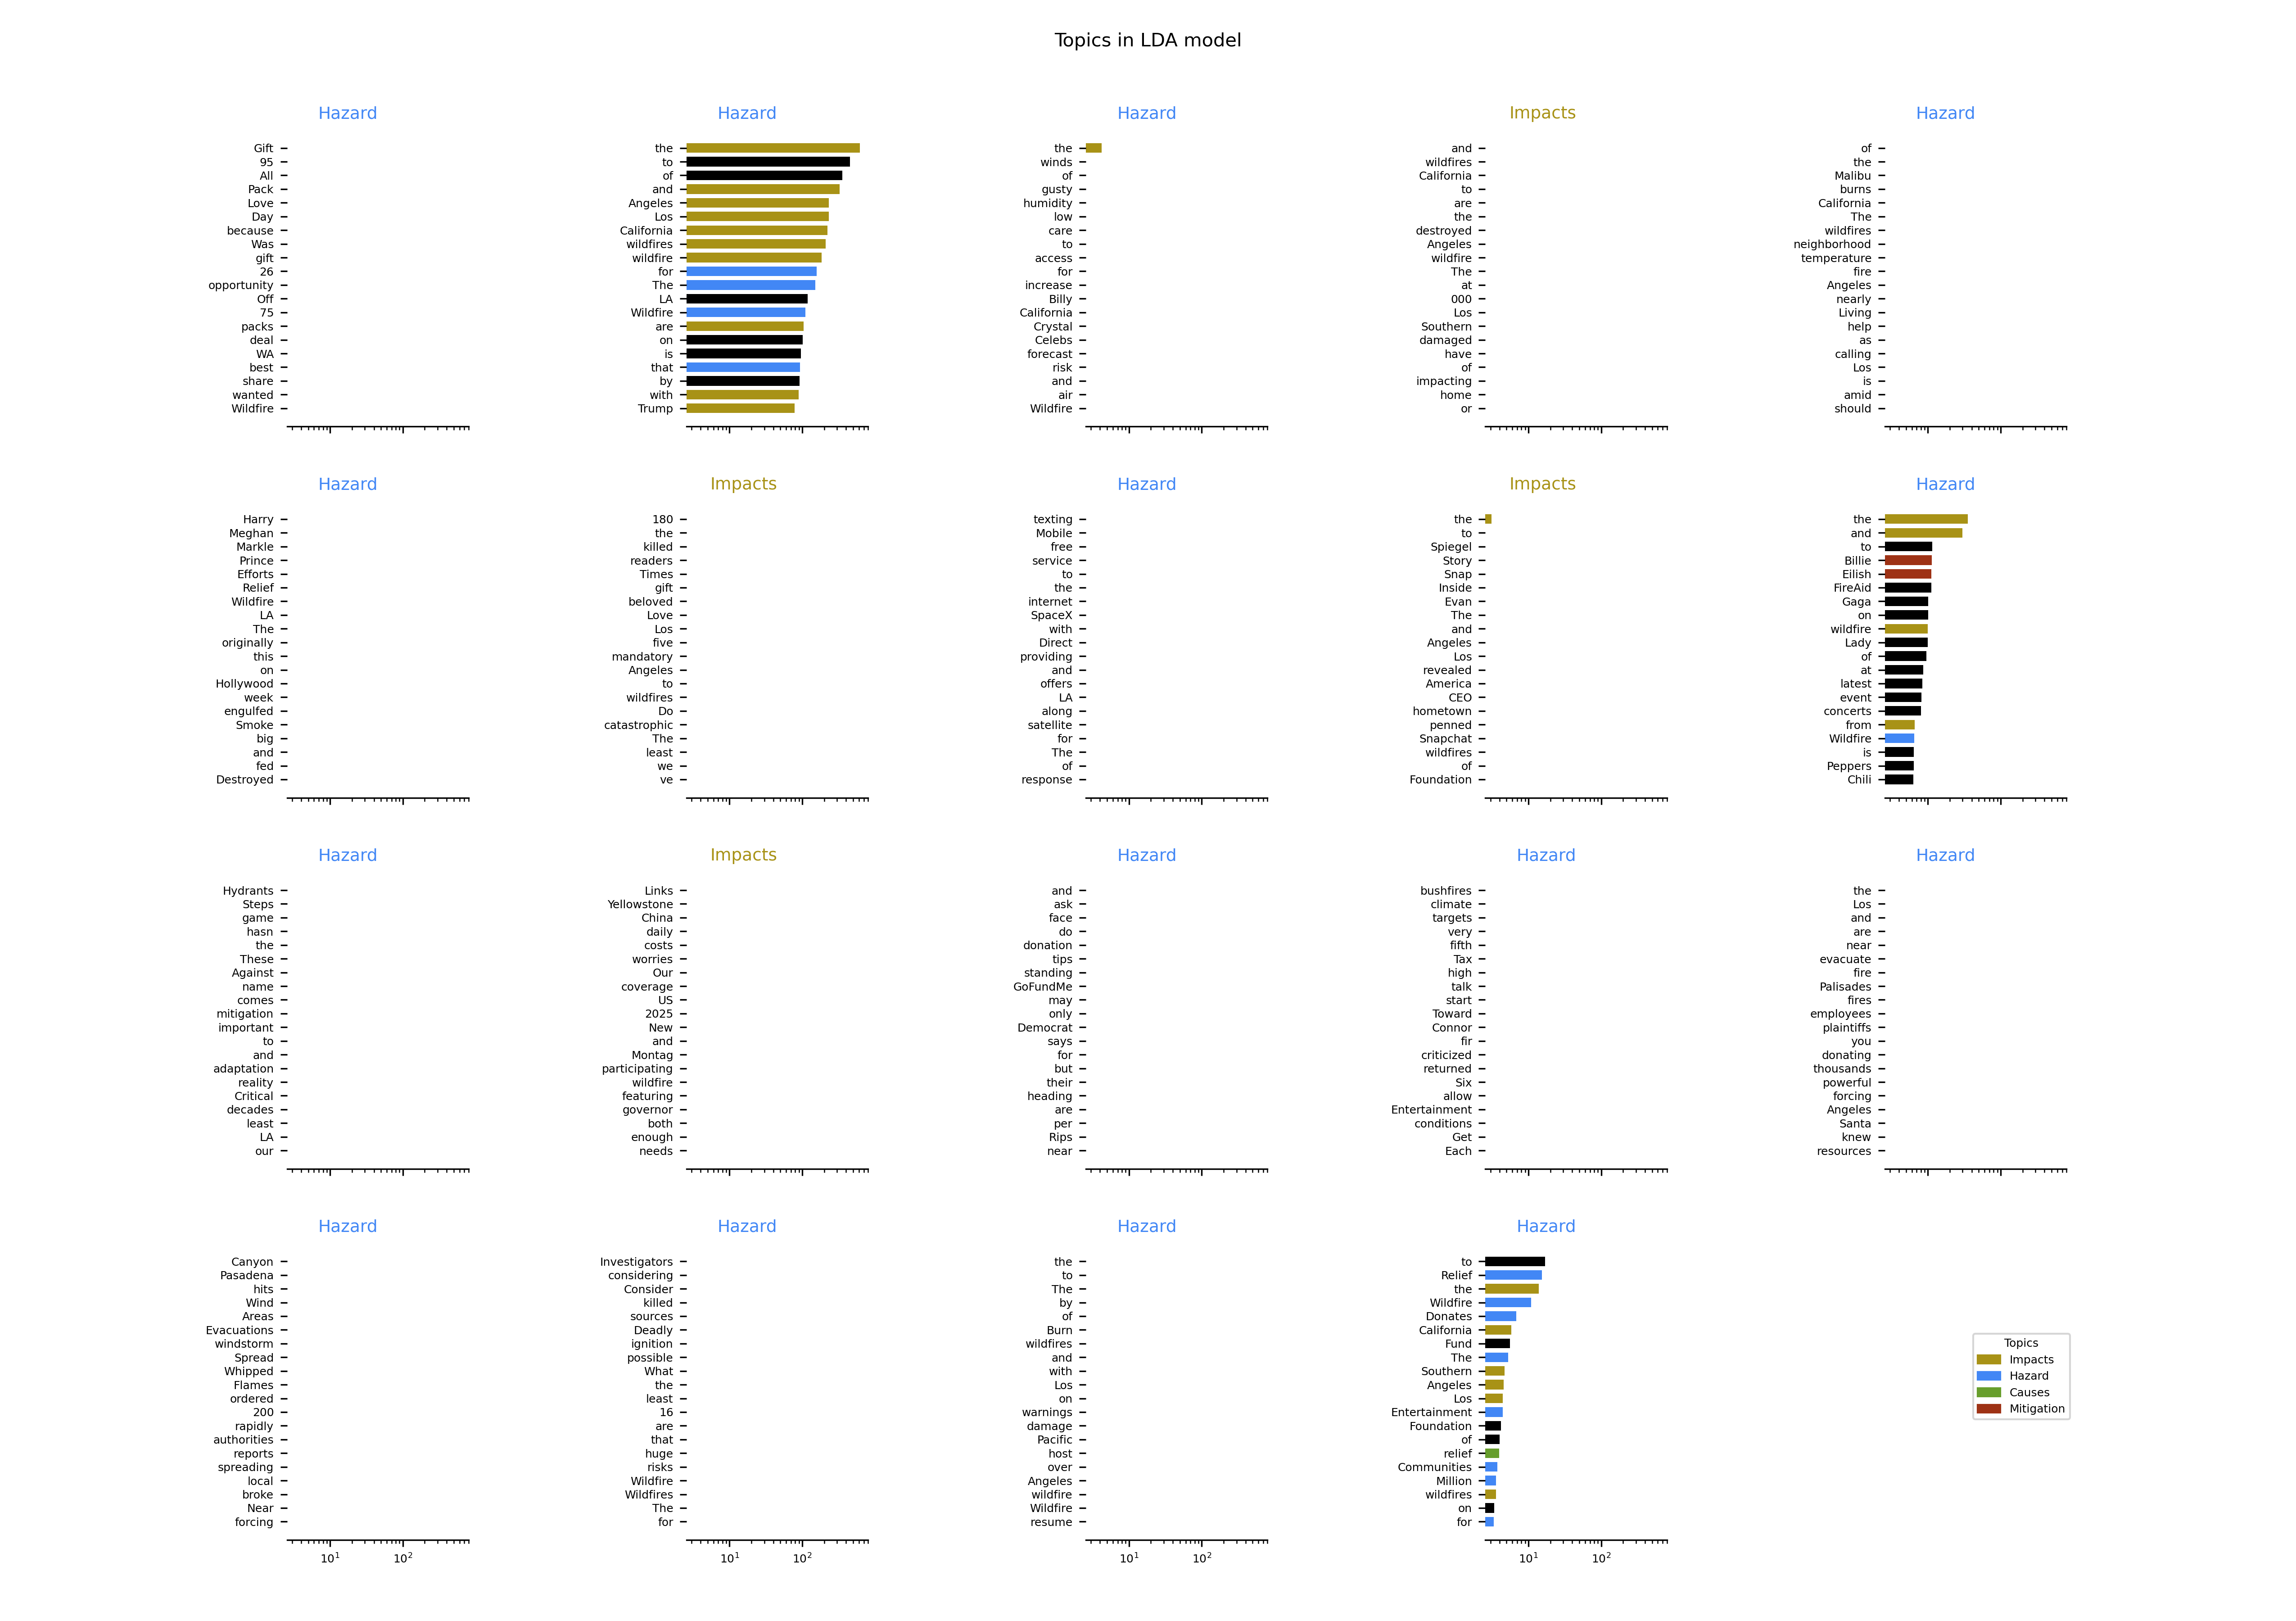 Topics in LDA model
Hazard
Gift
95
All
Pack
Love
Day
because
Was
gift
26
opportunity
Off
75
packs
deal
WA
best
share
wanted
Wildfire
Hazard
the
to
of
and
Angeles
Los
California
wildfires
wildfire
for
The
LA
Wildfire
are
on
is
that
by
with
Trump
Hazard
the
winds
of
gusty
humidity
low
care
to
access
for
increase
Billy
California
Crystal
Celebs
forecast
risk
and
air
Wildfire
Impacts
and
wildfires
California
to
are
the
destroyed
Angeles
wildfire
The
at
000
Los
Southern
damaged
have
of
impacting
home
or
Hazard
of
the
Malibu
burns
California
The
wildfires
neighborhood
temperature
fire
Angeles
nearly
Living
help
as
calling
Los
is
amid
should
Hazard
Harry
Meghan
Markle
Prince
Efforts
Relief
Wildfire
LA
The
originally
this
on
Hollywood
week
engulfed
Smoke
big
and
fed
Destroyed
Impacts
180
the
killed
readers
Times
gift
beloved
Love
Los
five
mandatory
Angeles
to
wildfires
Do
catastrophic
The
least
we
ve
Hazard
texting
Mobile
free
service
to
the
internet
SpaceX
with
Direct
providing
and
offers
LA
along
satellite
for
The
of
response
Impacts
the
to
Spiegel
Story
Snap
Inside
Evan
The
and
Angeles
Los
revealed
America
CEO
hometown
penned
Snapchat
wildfires
of
Foundation
Hazard
the
and
to
Billie
Eilish
FireAid
Gaga
on
wildfire
Lady
of
at
latest
event
concerts
from
Wildfire
is
Peppers
Chili
Hazard
Hydrants
Steps
game
hasn
the
These
Against
name
comes
mitigation
important
to
and
adaptation
reality
Critical
decades
least
LA
our
Impacts
Links
Yellowstone
China
daily
costs
worries
Our
coverage
US
2025
New
and
Montag
participating
wildfire
featuring
governor
both
enough
needs
Hazard
and
ask
face
do
donation
tips
standing
GoFundMe
may
only
Democrat
says
for
but
their
heading
are
per
Rips
near
Hazard
bushfires
climate
targets
very
fifth
Tax
high
talk
start
Toward
Connor
fir
criticized
returned
Six
allow
Entertainment
conditions
Get
Each
Hazard
the
Los
and
are
near
evacuate
fire
Palisades
fires
employees
plaintiffs
you
donating
thousands
powerful
forcing
Angeles
Santa
knew
resources
Hazard
Canyon
Pasadena
hits
Wind
Areas
Evacuations
windstorm
Spread
Whipped
Flames
ordered
200
rapidly
authorities
reports
spreading
local
broke
Near
forcing
10¹ 10²
Hazard
Investigators
considering
Consider
killed
sources
Deadly
ignition
possible
What
the
least
16
are
that
huge
risks
Wildfire
Wildfires
The
for
10¹ 10²
Hazard
the
to
The
by
of
Burn
wildfires
and
with
Los
on
warnings
damage
Pacific
host
over
Angeles
wildfire
Wildfire
resume
10¹ 10²
Hazard
to
Relief
the
Wildfire
Donates
California
Fund
The
Southern
Angeles
Los
Entertainment
Foundation
of
relief
Communities
Million
wildfires
on
for
10¹ 10²
Topics
Impacts
Hazard
Causes
Mitigation